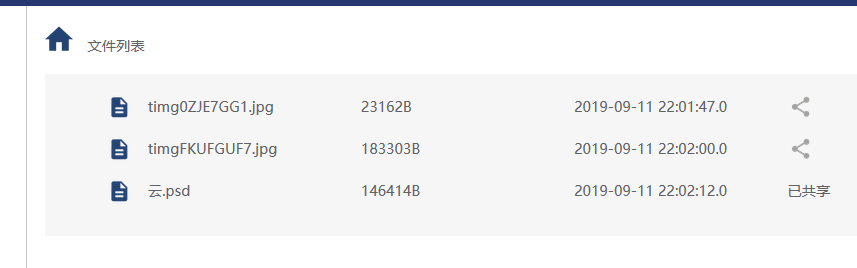 文件列表
timg0ZJE7GG1.jpg 23162B 2019-09-11 22:01:47.0
timgFKUFGUF7.jpg 183303B 2019-09-11 22:02:00.0
云.psd 146414B 2019-09-11 22:02:12.0 已共享